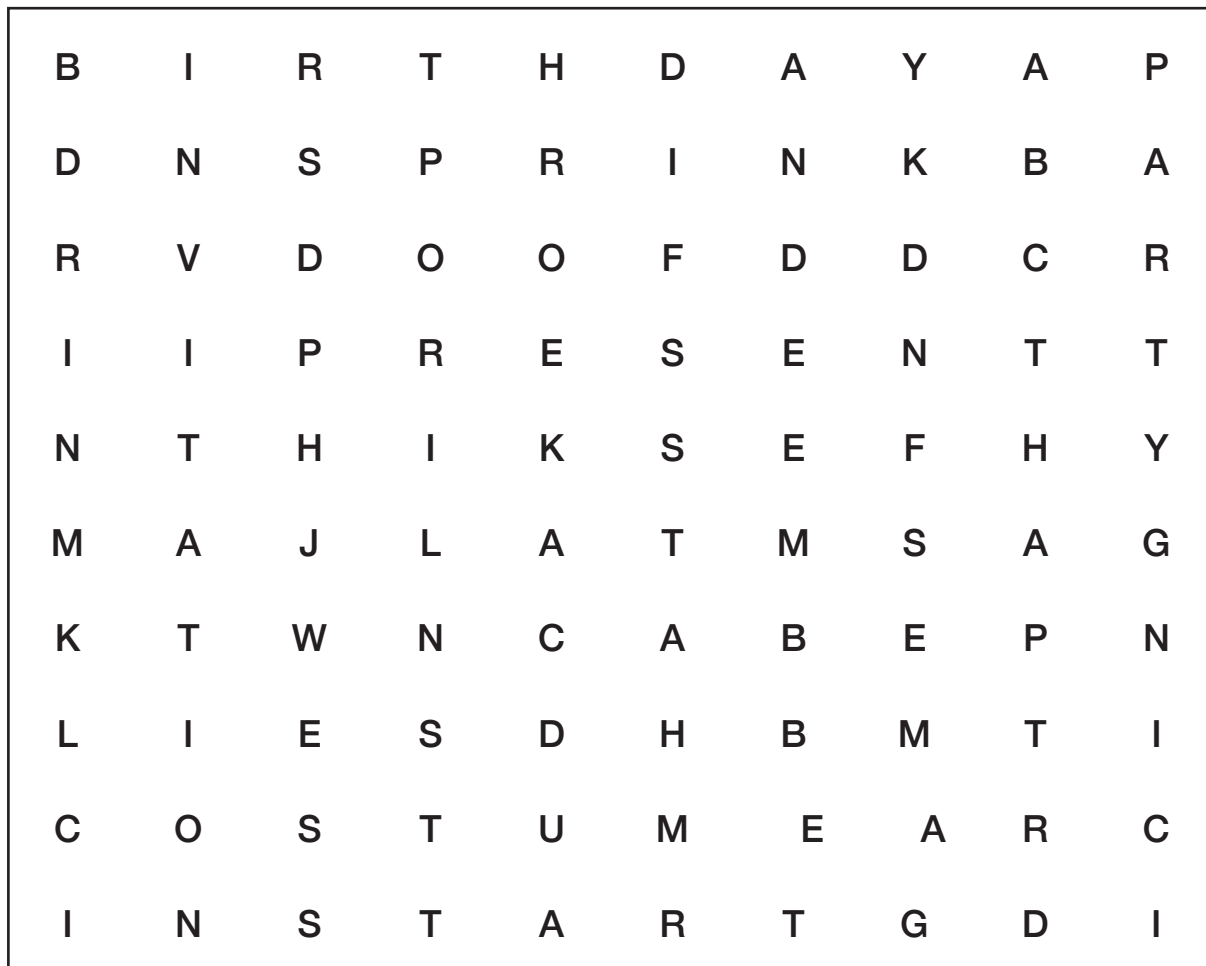 B I R T H D A Y A P
D N S P R I N K B A
R V D O O F D D C R
I I P R E S E N T T
N T H I K S E F H Y
M A J L A T M S A G
K T W N C A B E P N
L I E S D H B M T I
C O S T U M E A R C
I N S T A R T G D I